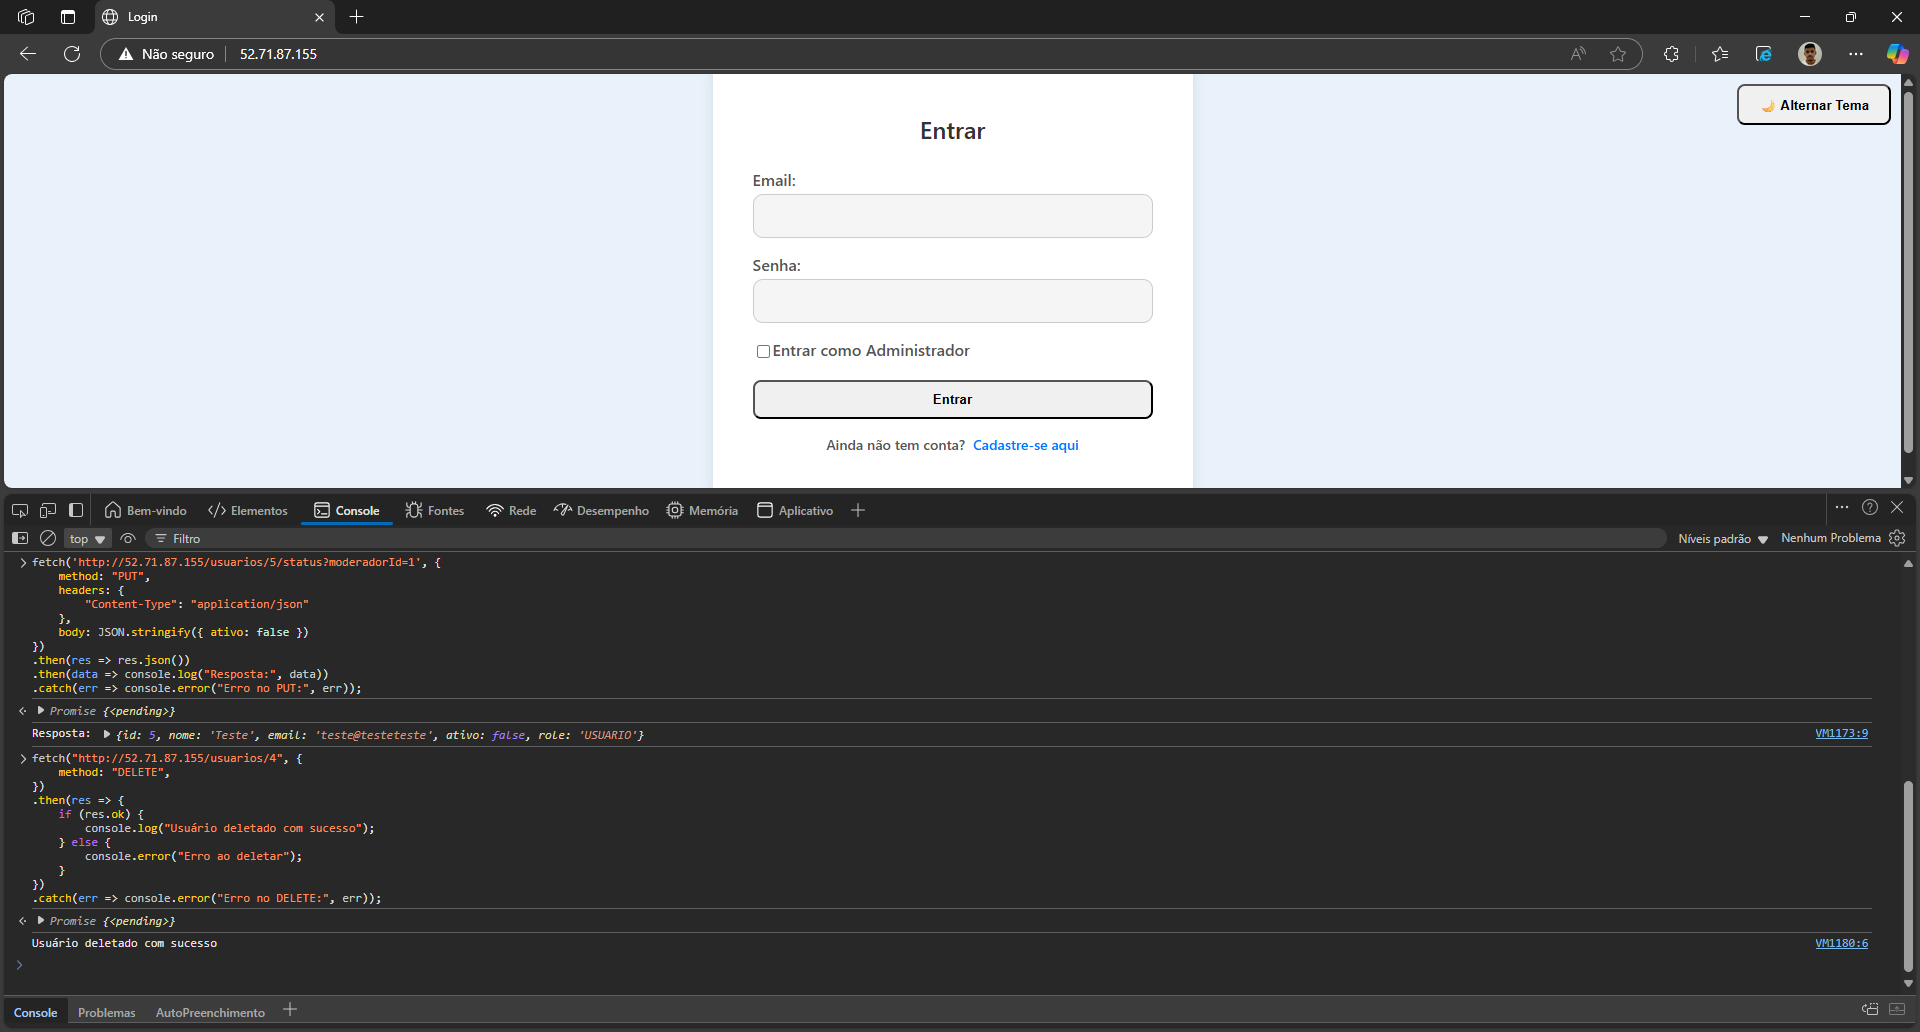 Login
Não seguro
52.71.87.155
🌙 Alternar Tema
Entrar
Email:
Senha:
Entrar como Administrador
Entrar
Ainda não tem conta? Cadastre-se aqui
Bem-vindo
Elementos
Console
Fontes
Rede
Desempenho
Memória
Aplicativo
top
Filtro
Níveis padrão
Nenhum Problema
fetch('http://52.71.87.155/usuarios/5/status?moderadorId=1', {
    method: "PUT",
    headers: {
        "Content-Type": "application/json"
    },
    body: JSON.stringify({ ativo: false })
})
.then(res => res.json())
.then(data => console.log("Resposta:", data))
.catch(err => console.error("Erro no PUT:", err));
Promise {<pending>}
Resposta: {id: 5, nome: 'Teste', email: 'teste@testeteste', ativo: false, role: 'USUARIO'} VM1173:9
fetch("http://52.71.87.155/usuarios/4", {
    method: "DELETE",
})
.then(res => {
    if (res.ok) {
        console.log("Usuário deletado com sucesso");
    } else {
        console.error("Erro ao deletar");
    }
})
.catch(err => console.error("Erro no DELETE:", err));
Promise {<pending>}
Usuário deletado com sucesso VM1180:6
Console
Problemas
AutoPreenchimento